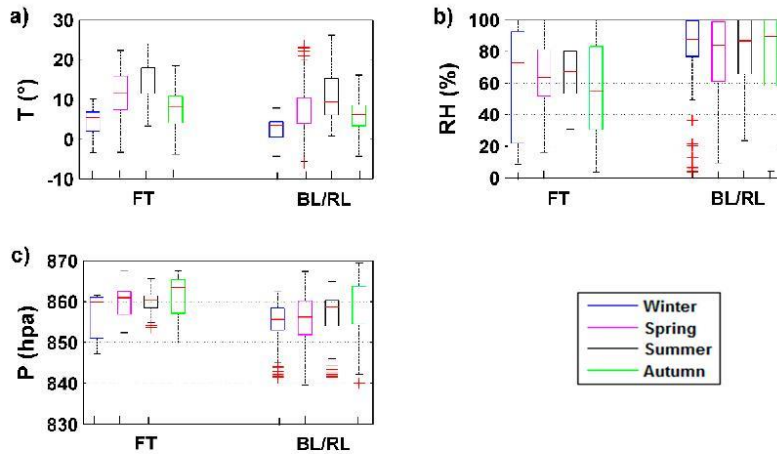 a)
30
20
10
0
-10
T (°)
FT
BL/RL
b)
100
80
60
40
20
0
RH (%)
FT
BL/RL
c)
870
860
850
840
830
P (hpa)
FT
BL/RL
Winter
Spring
Summer
Autumn